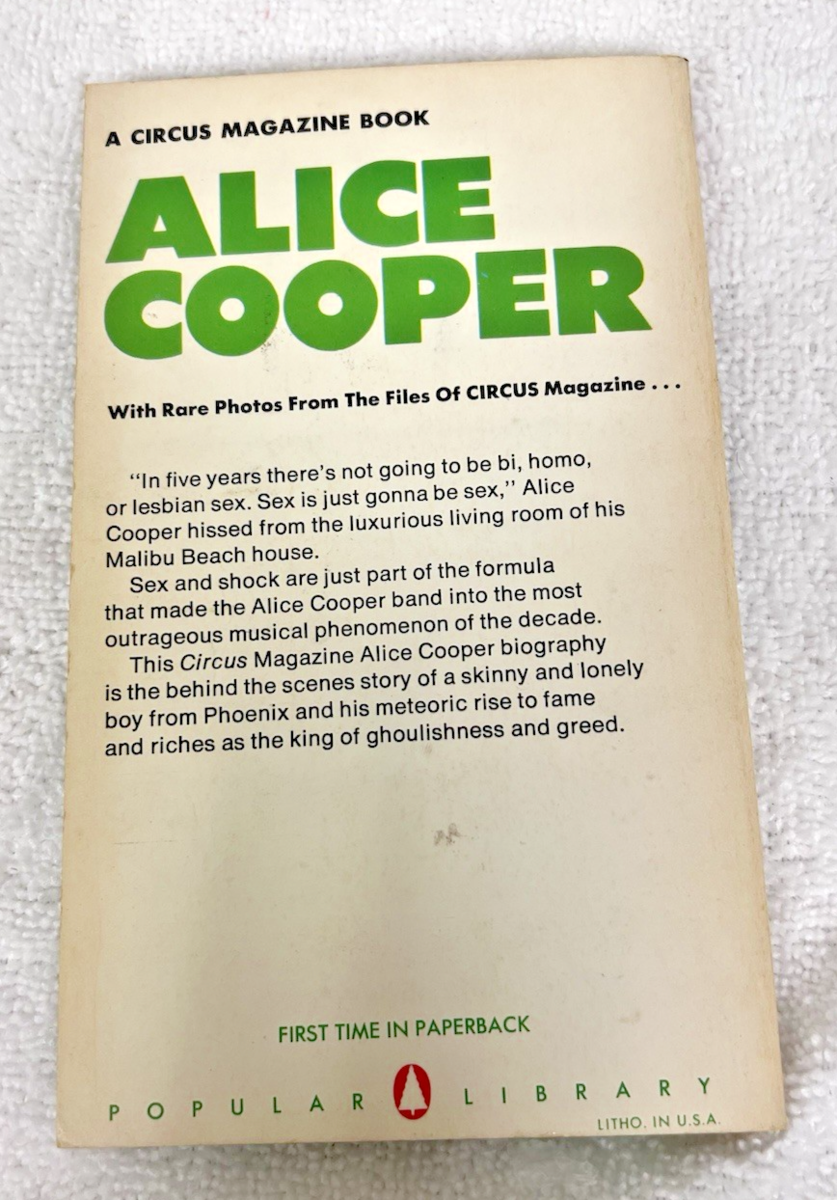 A CIRCUS MAGAZINE BOOK
ALICE
COOPER
With Rare Photos From The Files Of CIRCUS Magazine . . .
“In five years there’s not going to be bi, homo,
or lesbian sex. Sex is just gonna be sex,” Alice
Cooper hissed from the luxurious living room of his
Malibu Beach house.
Sex and shock are just part of the formula
that made the Alice Cooper band into the most
outrageous musical phenomenon of the decade.
This Circus Magazine Alice Cooper biography
is the behind the scenes story of a skinny and lonely
boy from Phoenix and his meteoric rise to fame
and riches as the king of ghoulishness and greed.
FIRST TIME IN PAPERBACK
POPULAR LIBRARY
LITHO. IN U.S.A.